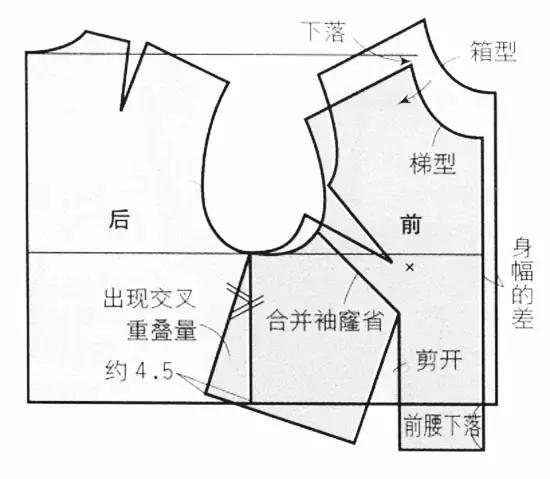 下落
箱型
梯型
后
前
身幅的差
出现交叉
重叠量
合并袖窿省
约4.5
剪开
×
前腰下落